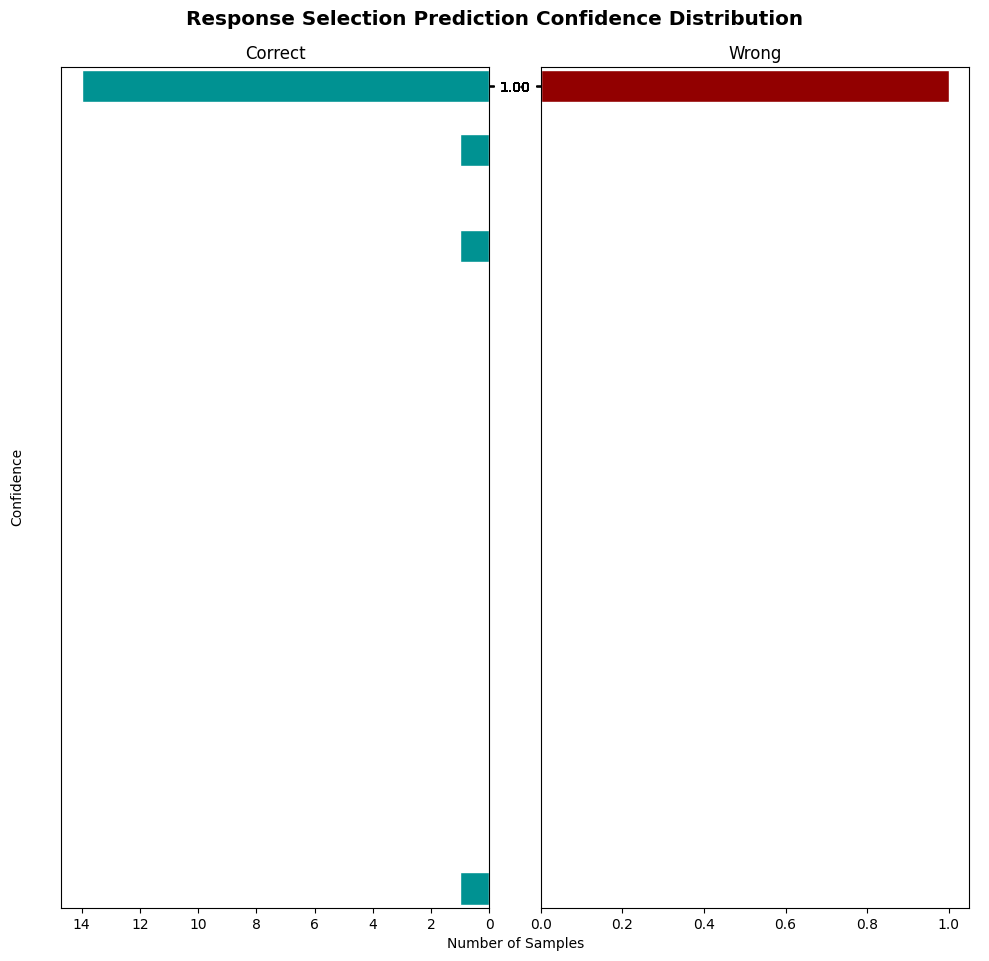 Response Selection Prediction Confidence Distribution
Correct
Wrong
1.00
Confidence
14 12 10 8 6 4 2 0
0.0 0.2 0.4 0.6 0.8 1.0
Number of Samples